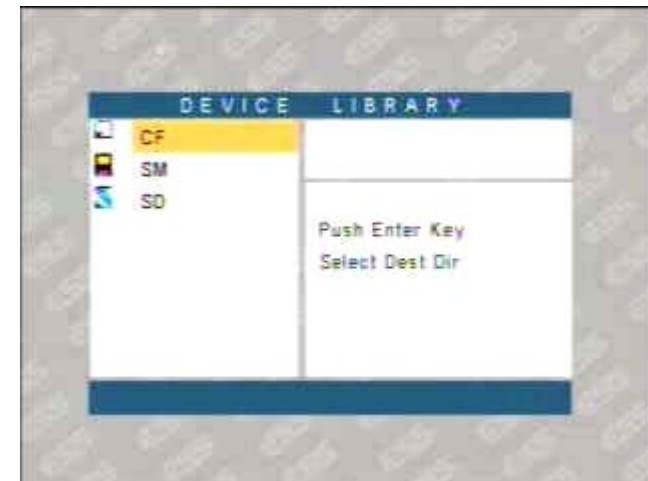 DEVICE LIBRARY
CF
SM
SD
Push Enter Key
Select Dest Dir